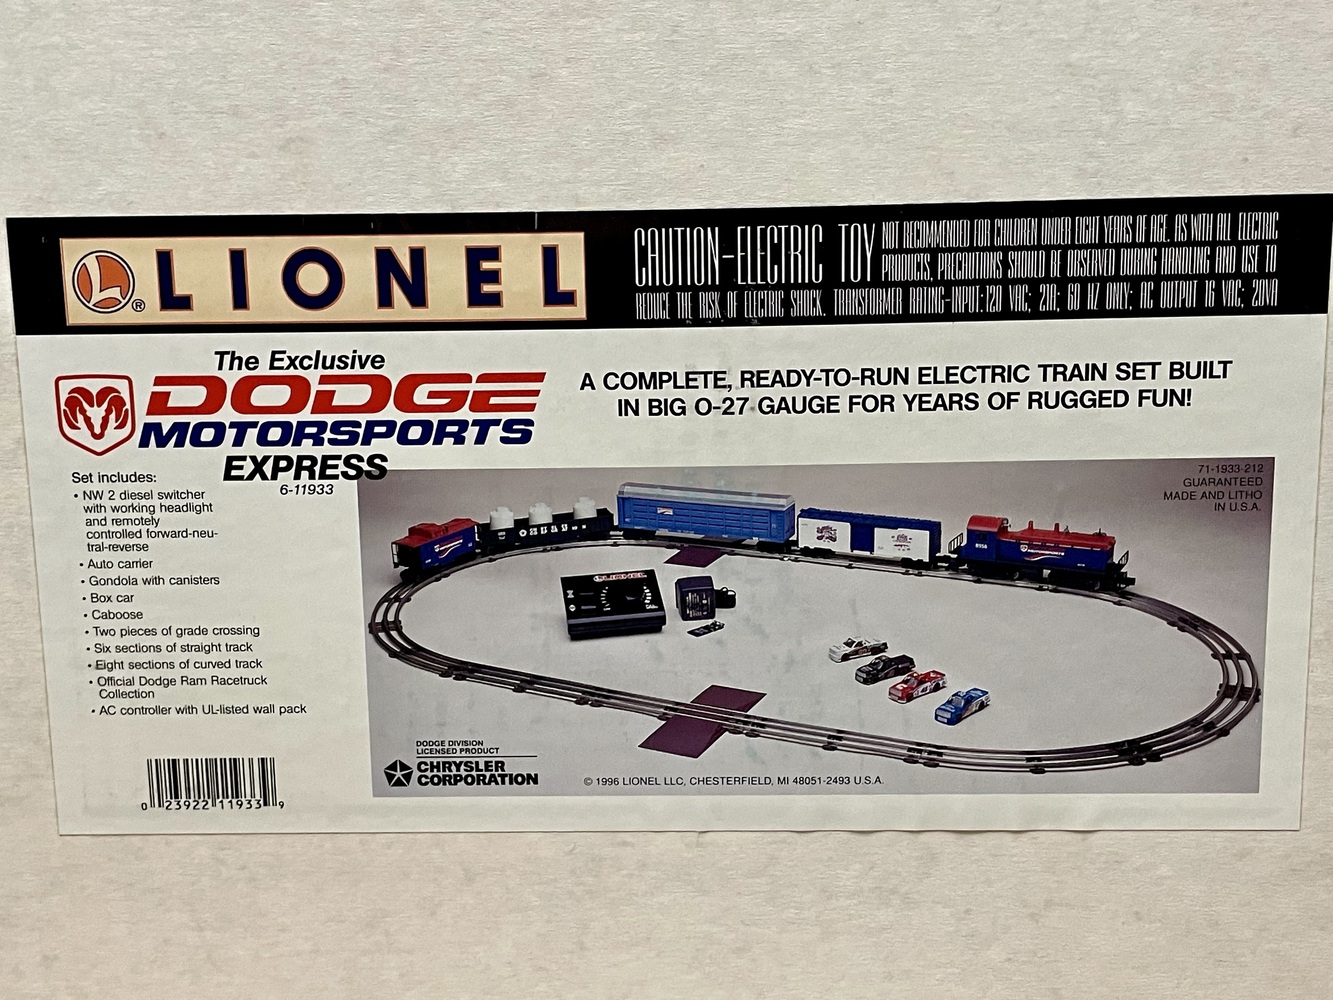 LIONEL
®
CAUTION-ELECTRIC TOY
NOT RECOMMENDED FOR CHILDREN UNDER EIGHT YEARS OF AGE. AS WITH ALL ELECTRIC
PRODUCTS, PRECAUTIONS SHOULD BE OBSERVED DURING HANDLING AND USE TO
REDUCE THE RISK OF ELECTRIC SHOCK. TRANSFORMER RATING-INPUT:120 VAC; 21A; 60 HZ ONLY; AC OUTPUT 16 VAC; 20VA
The Exclusive
DODGE
MOTORSPORTS
EXPRESS
6-11933
A COMPLETE, READY-TO-RUN ELECTRIC TRAIN SET BUILT
IN BIG O-27 GAUGE FOR YEARS OF RUGGED FUN!
Set includes:
• NW 2 diesel switcher
with working headlight
and remotely
controlled forward-neu-
tral-reverse
• Auto carrier
• Gondola with canisters
• Box car
• Caboose
• Two pieces of grade crossing
• Six sections of straight track
• Eight sections of curved track
• Official Dodge Ram Racetruck
Collection
• AC controller with UL-listed wall pack
71-1933-212
GUARANTEED
MADE AND LITHO
IN U.S.A.
8956
MOTORSPORTS
LIONEL
DODGE DIVISION
LICENSED PRODUCT
CHRYSLER
CORPORATION
© 1996 LIONEL LLC, CHESTERFIELD, MI 48051-2493 U.S.A.
0 23922 11933 9